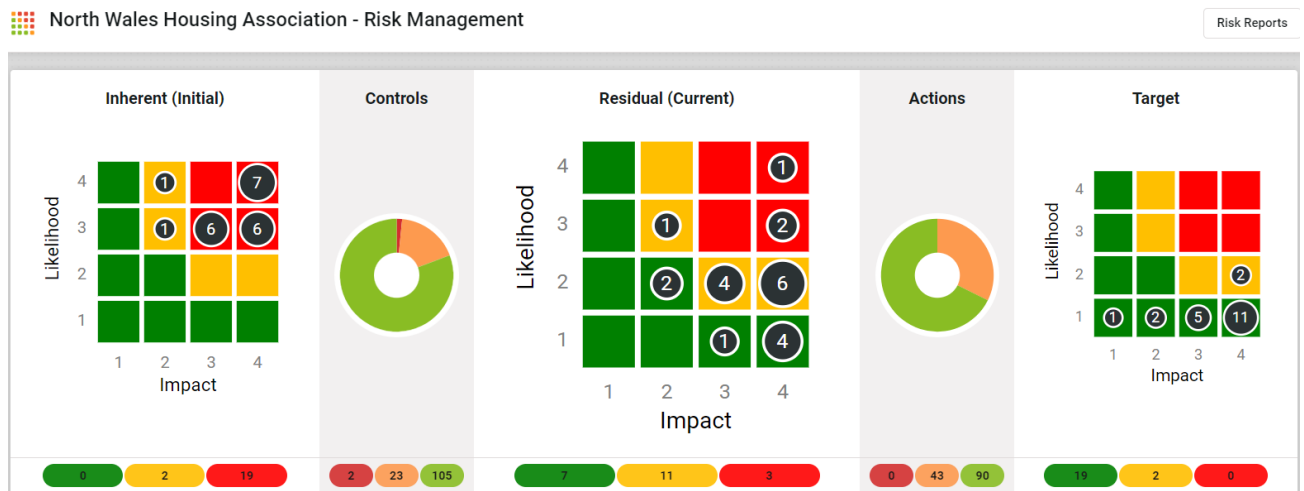 North Wales Housing Association - Risk Management
Risk Reports
Inherent (Initial)
Controls
Residual (Current)
Actions
Target
Likelihood
4
3
2
1
1
7
1
6
6
1 2 3 4
Impact
Likelihood
4
3
2
1
1
1
2
2
4
6
1
4
1 2 3 4
Impact
Likelihood
4
3
2
1
2
1
2
5
11
1 2 3 4
Impact
0 2 19
2 23 105
7 11 3
0 43 90
19 2 0